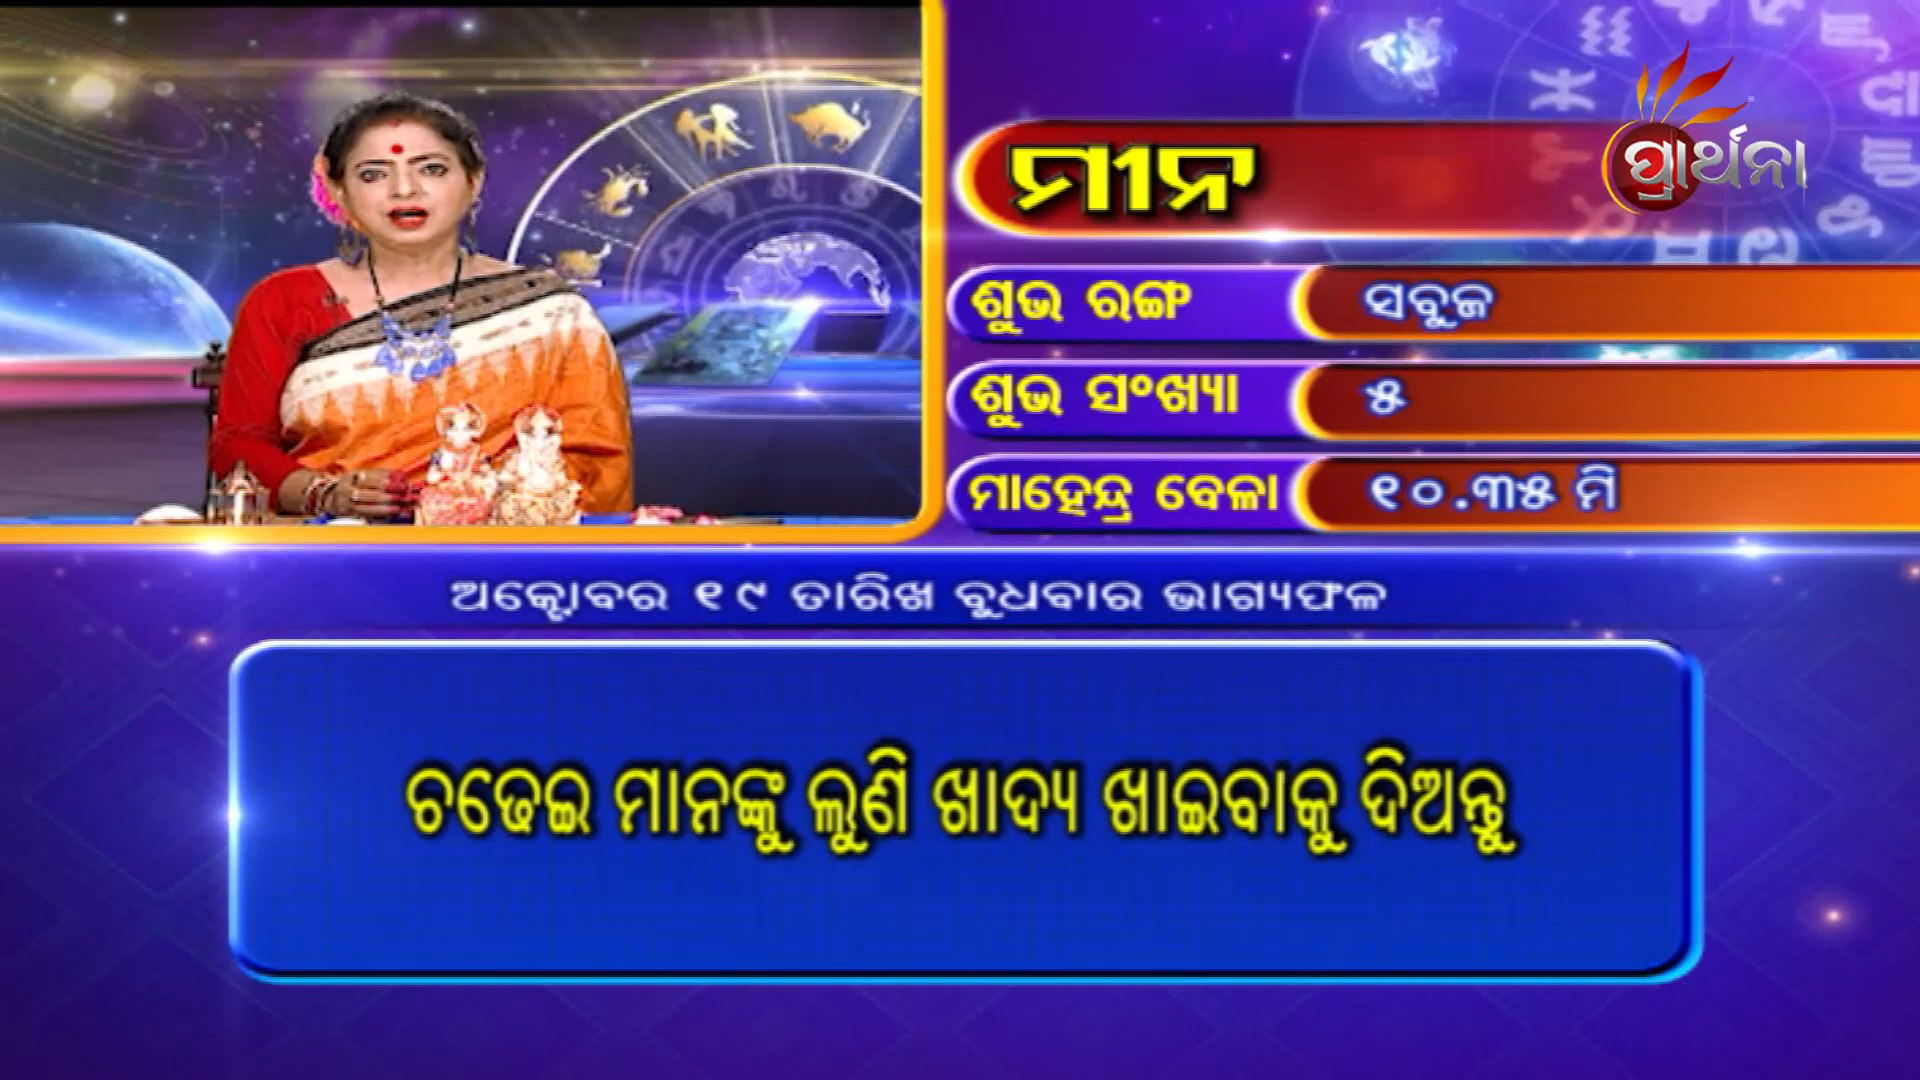 ମୀନ
ପ୍ରାର୍ଥନା
ଶୁଭ ରଙ୍ଗ ସବୁଜ
ଶୁଭ ସଂଖ୍ୟା ୫
ମାହେନ୍ଦ୍ର ବେଳା ୧୦.୩୫ ମି
ଅକ୍ଟୋବର ୧୯ ତାରିଖ ବୁଧବାର ଭାଗ୍ୟଫଳ
ଚଢେଇ ମାନଙ୍କୁ ଲୁଣି ଖାଦ୍ୟ ଖାଇବାକୁ ଦିଅନ୍ତୁ